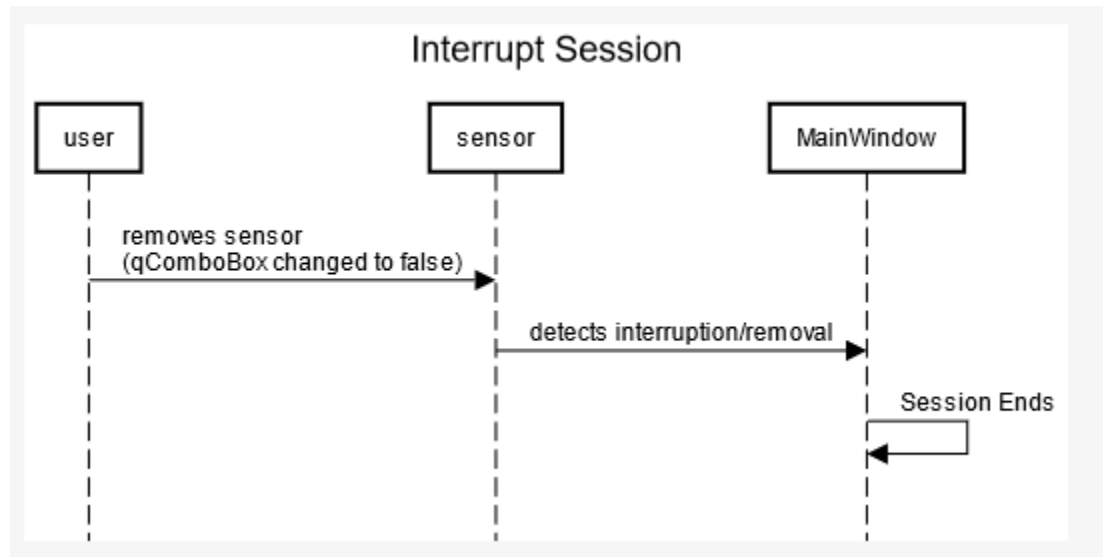 Interrupt Session
user
sensor
MainWindow
removes sensor
(qComboBox changed to false)
detects interruption/removal
Session Ends